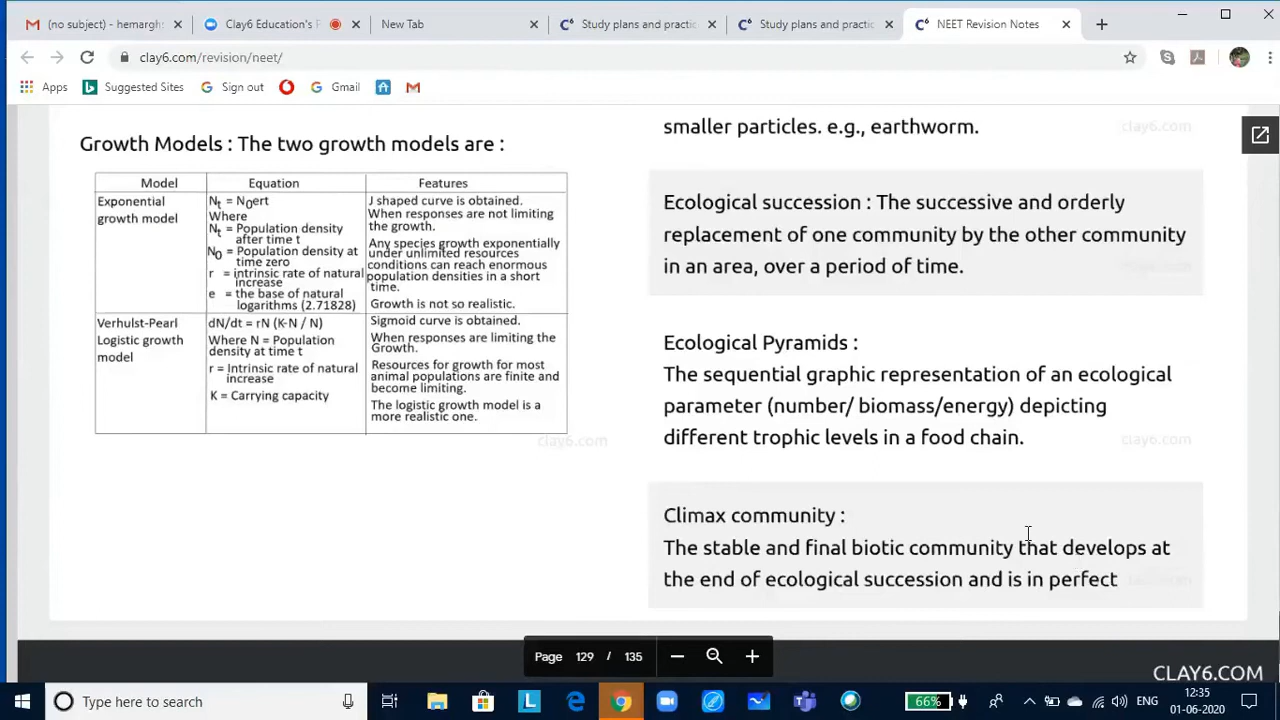 (no subject) - hemarghs
Clay6 Education's P
New Tab
Study plans and practic
Study plans and practic
NEET Revision Notes
clay6.com/revision/neet/
Apps
Suggested Sites
Sign out
Gmail
Growth Models : The two growth models are :
Model
Equation
Features
Exponential
growth model
Nt = N0ert
Where
Nt = Population density
after time t
N0 = Population density at
time zero
r = intrinsic rate of natural
increase
e = the base of natural
logarithms (2.71828)
J shaped curve is obtained.
When responses are not limiting
the growth.
Any species growth exponentially
under unlimited resources
conditions can reach enormous
population densities in a short
time.
Growth is not so realistic.
Verhulst-Pearl
Logistic growth
model
dN/dt = rN (K-N / N)
Where N = Population
density at time t
r = Intrinsic rate of natural
increase
K = Carrying capacity
Sigmoid curve is obtained.
When responses are limiting the
Growth.
Resources for growth for most
animal populations are finite and
become limiting.
The logistic growth model is a
more realistic one.
clay6.com
smaller particles. e.g., earthworm.
clay6.com
Ecological succession : The successive and orderly
replacement of one community by the other community
in an area, over a period of time.
Ecological Pyramids :
The sequential graphic representation of an ecological
parameter (number/ biomass/energy) depicting
different trophic levels in a food chain.
clay6.com
Climax community :
The stable and final biotic community that develops at
the end of ecological succession and is in perfect
Page 129 / 135
CLAY6.COM
Type here to search
L
66%
ENG
12:35
01-06-2020